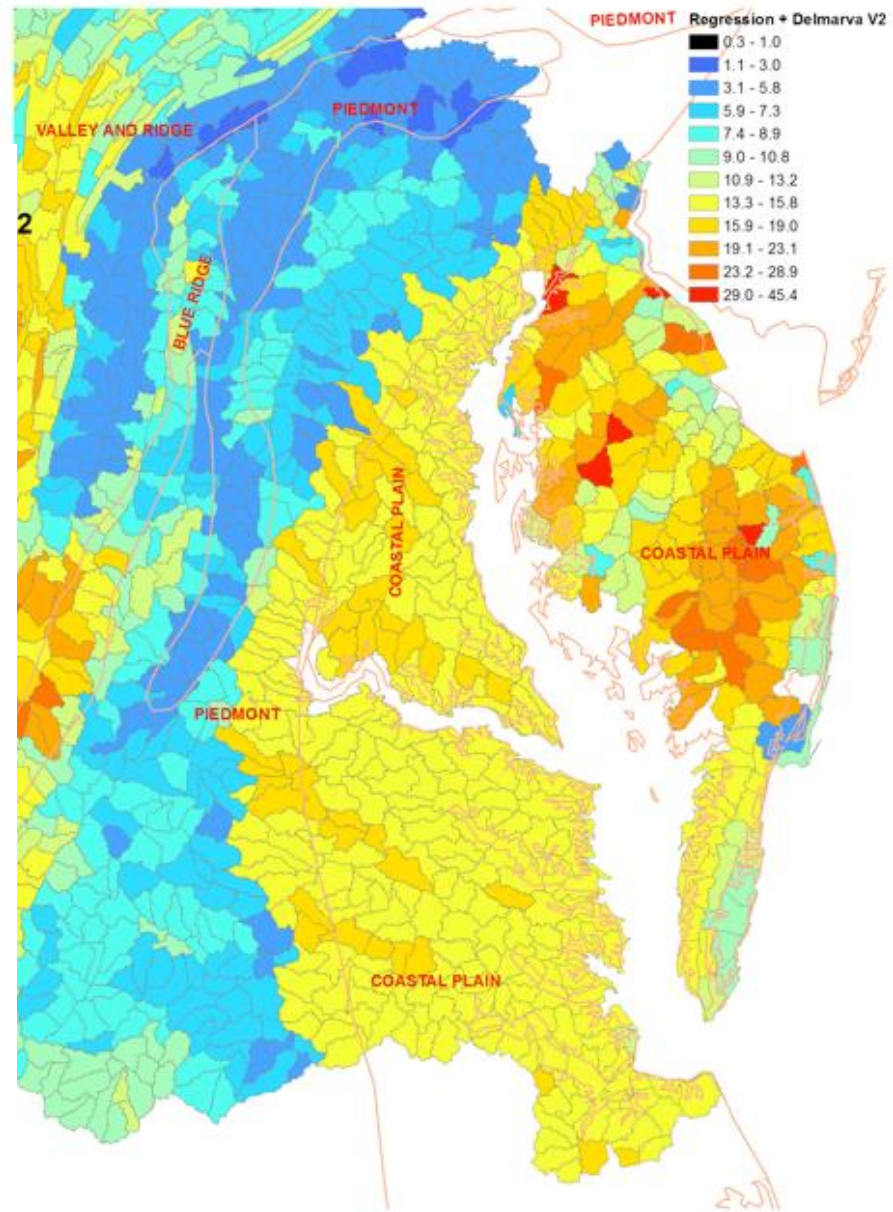 PIEDMONT
Regression + Delmarva V2
0.3 - 1.0
1.1 - 3.0
3.1 - 5.8
5.9 - 7.3
7.4 - 8.9
9.0 - 10.8
10.9 - 13.2
13.3 - 15.8
15.9 - 19.0
19.1 - 23.1
23.2 - 28.9
29.0 - 45.4
PIEDMONT
VALLEY AND RIDGE
2
BLUE RIDGE
COASTAL PLAIN
COASTAL PLAIN
PIEDMONT
COASTAL PLAIN